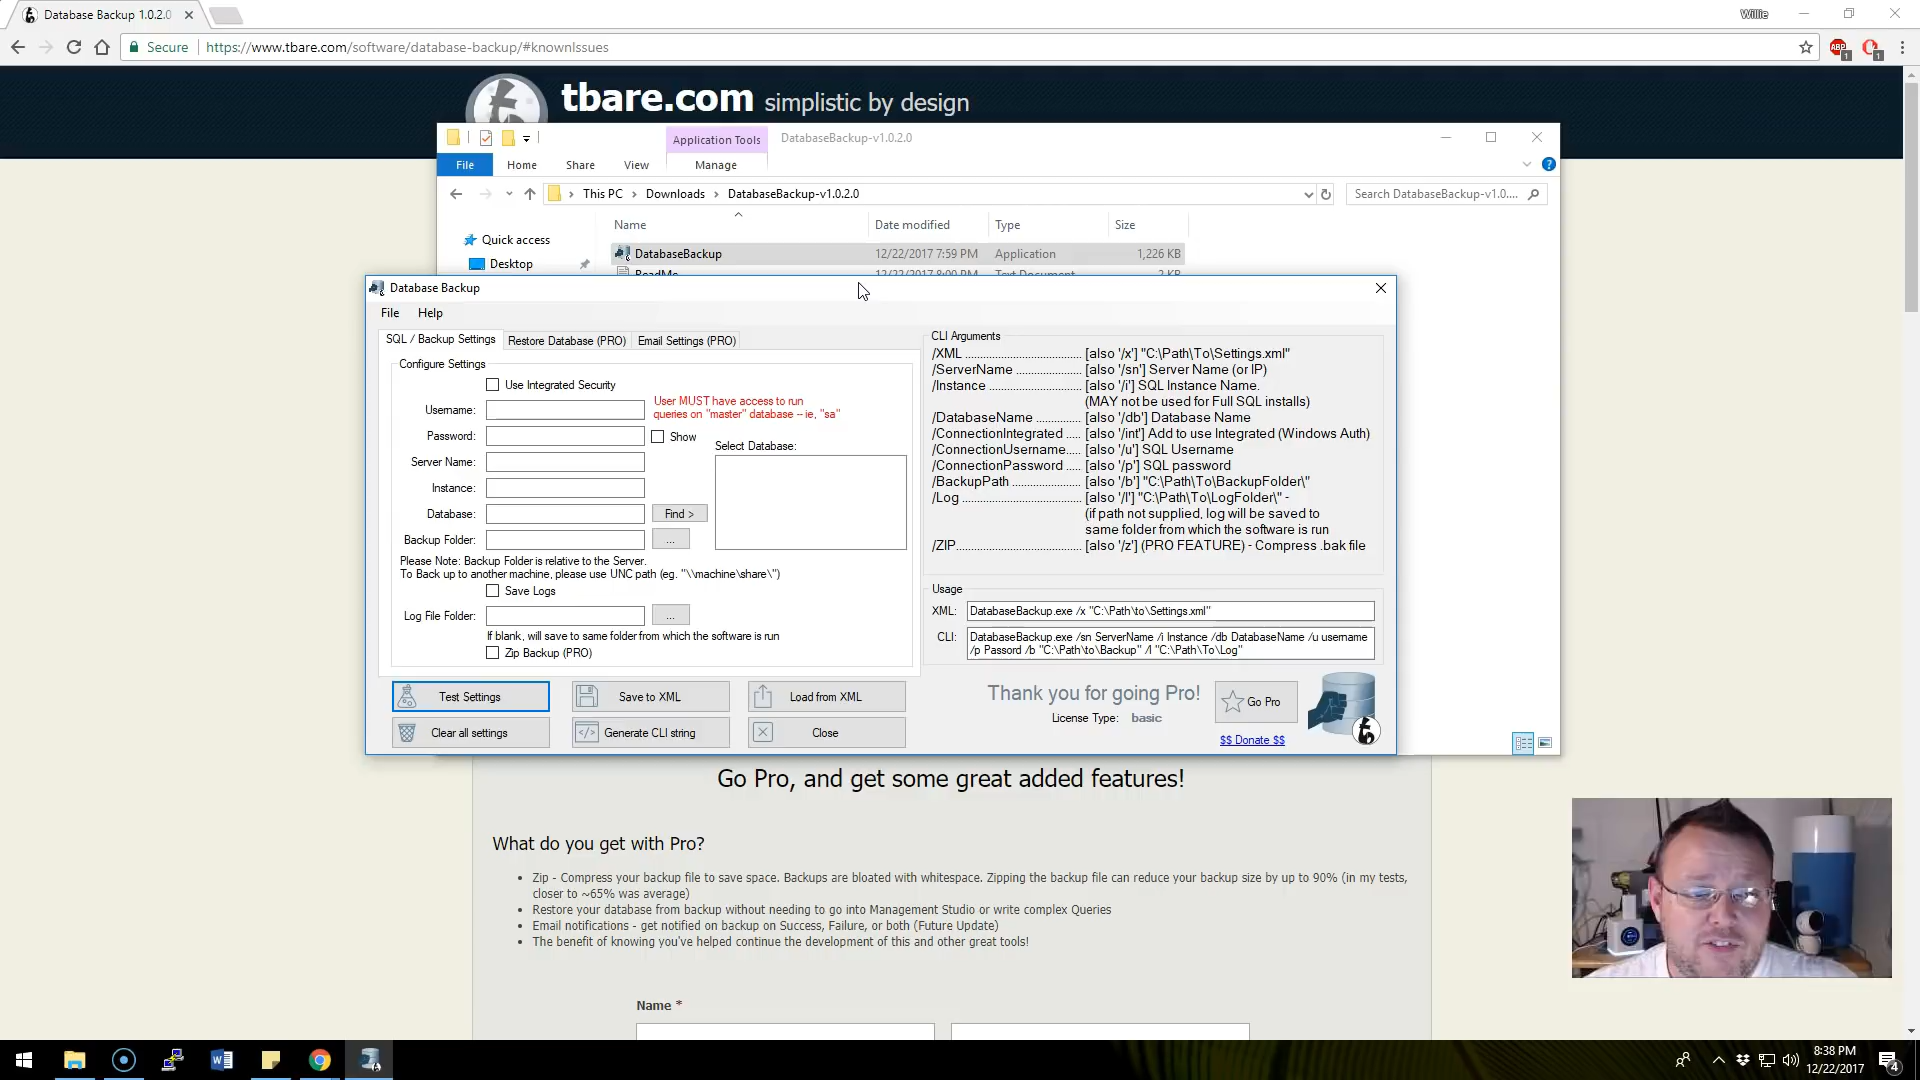 Database Backup 1.0.2.0
Willie
Secure
https://www.tbare.com/software/database-backup/#knownIssues
tbare.com simplistic by design
Application Tools
DatabaseBackup-v1.0.2.0
File
Home
Share
View
Manage
This PC
Downloads
DatabaseBackup-v1.0.2.0
Search DatabaseBackup-v1.0....
Name
Date modified
Type
Size
Quick access
Desktop
DatabaseBackup
12/22/2017 7:59 PM
Application
1,226 KB
ReadMe
12/22/2017 8:00 PM
Text Document
2 KB
Database Backup
File
Help
SQL / Backup Settings
Restore Database (PRO)
Email Settings (PRO)
Configure Settings
Use Integrated Security
Username:
User MUST have access to run
queries on "master" database -- ie, "sa"
Password:
Show
Select Database:
Server Name:
Instance:
Database:
Find >
Backup Folder:
...
Please Note: Backup Folder is relative to the Server.
To Back up to another machine, please use UNC path (eg. "\\machine\share\")
Save Logs
Log File Folder:
...
If blank, will save to same folder from which the software is run
Zip Backup (PRO)
Test Settings
Save to XML
Load from XML
Clear all settings
Generate CLI string
Close
CLI Arguments
/XML ............................. [also '/x'] "C:\Path\To\Settings.xml"
/ServerName ................. [also '/sn'] Server Name (or IP)
/Instance ........................ [also '/i'] SQL Instance Name.
(MAY not be used for Full SQL installs)
/DatabaseName ............ [also '/db'] Database Name
/ConnectionIntegrated .... [also '/int'] Add to use Integrated (Windows Auth)
/ConnectionUsername.... [also '/u'] SQL Username
/ConnectionPassword .... [also '/p'] SQL password
/BackupPath .................. [also '/b'] "C:\Path\To\BackupFolder\"
/Log ............................... [also '/l'] "C:\Path\To\LogFolder\" -
(if path not supplied, log will be saved to
same folder from which the software is run
/ZIP................................ [also '/z'] (PRO FEATURE) - Compress .bak file
Usage
XML:
DatabaseBackup.exe /x "C:\Path\to\Settings.xml"
CLI:
DatabaseBackup.exe /sn ServerName /i Instance /db DatabaseName /u username
/p Passord /b "C:\Path\to\Backup" /l "C:\Path\To\Log"
Thank you for going Pro!
License Type: basic
Go Pro
$$ Donate $$
Go Pro, and get some great added features!
What do you get with Pro?
Zip - Compress your backup file to save space. Backups are bloated with whitespace. Zipping the backup file can reduce your backup size by up to 90% (in my tests,
closer to ~65% was average)
Restore your database from backup without needing to go into Management Studio or write complex Queries
Email notifications - get notified on backup on Success, Failure, or both (Future Update)
The benefit of knowing you've helped continue the development of this and other great tools!
Name *
8:38 PM
12/22/2017
4